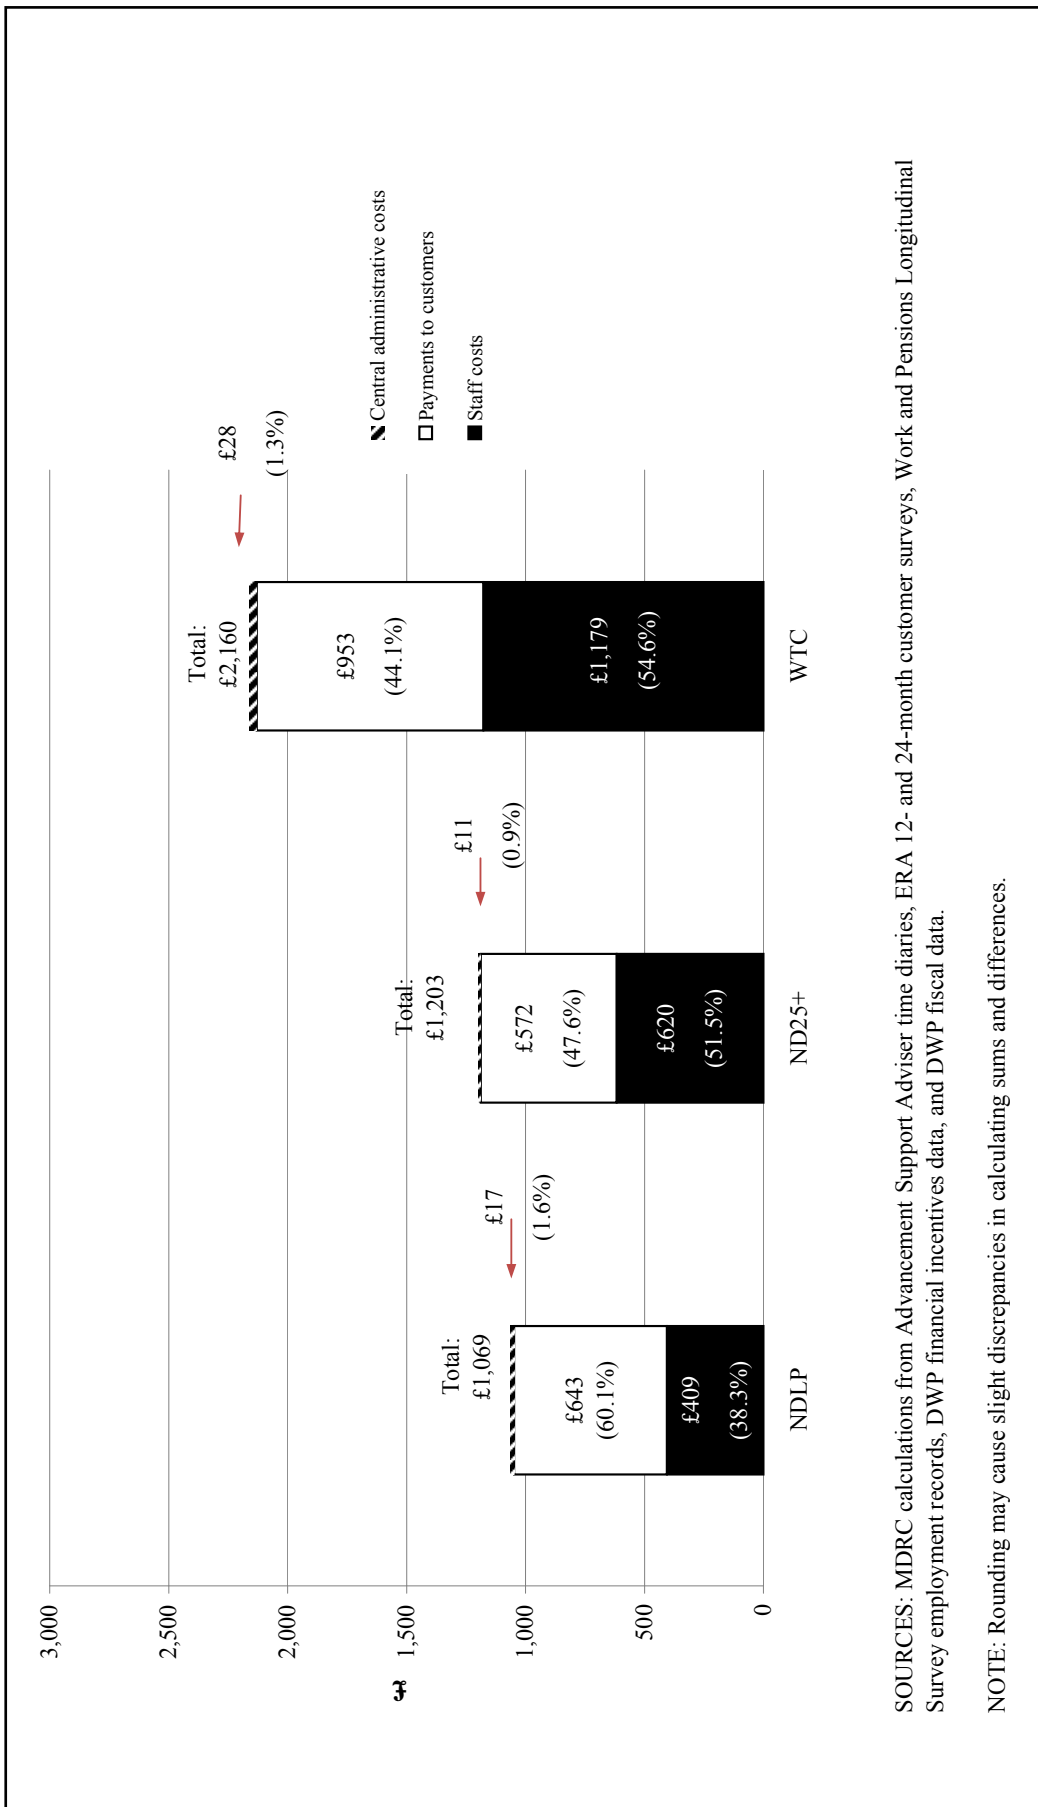 3,000
2,500
2,000
1,500
1,000
500
0
£
Total:
£1,069
£643
(60.1%)
£409
(38.3%)
NDLP
£17
(1.6%)
Total:
£1,203
£572
(47.6%)
£620
(51.5%)
ND25+
£11
(0.9%)
Total:
£2,160
£953
(44.1%)
£1,179
(54.6%)
WTC
£28
(1.3%)
Central administrative costs
Payments to customers
Staff costs
SOURCES: MDRC calculations from Advancement Support Adviser time diaries, ERA 12- and 24-month customer surveys, Work and Pensions Longitudinal
Survey employment records, DWP financial incentives data, and DWP fiscal data.
NOTE: Rounding may cause slight discrepancies in calculating sums and differences.